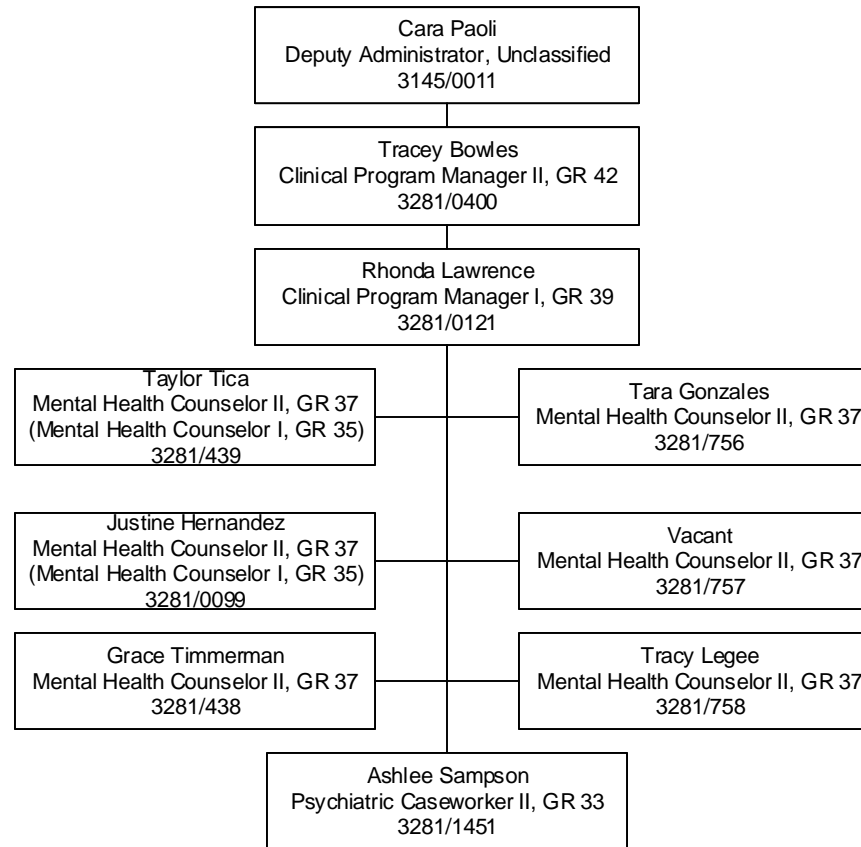 Cara Paoli
Deputy Administrator, Unclassified
3145/0011
Tracey Bowles
Clinical Program Manager II, GR 42
3281/0400
Rhonda Lawrence
Clinical Program Manager I, GR 39
3281/0121
Taylor Tica
Mental Health Counselor II, GR 37
(Mental Health Counselor I, GR 35)
3281/439
Tara Gonzales
Mental Health Counselor II, GR 37
3281/756
Justine Hernandez
Mental Health Counselor II, GR 37
(Mental Health Counselor I, GR 35)
3281/0099
Vacant
Mental Health Counselor II, GR 37
3281/757
Grace Timmerman
Mental Health Counselor II, GR 37
3281/438
Tracy Legee
Mental Health Counselor II, GR 37
3281/758
Ashlee Sampson
Psychiatric Caseworker II, GR 33
3281/1451